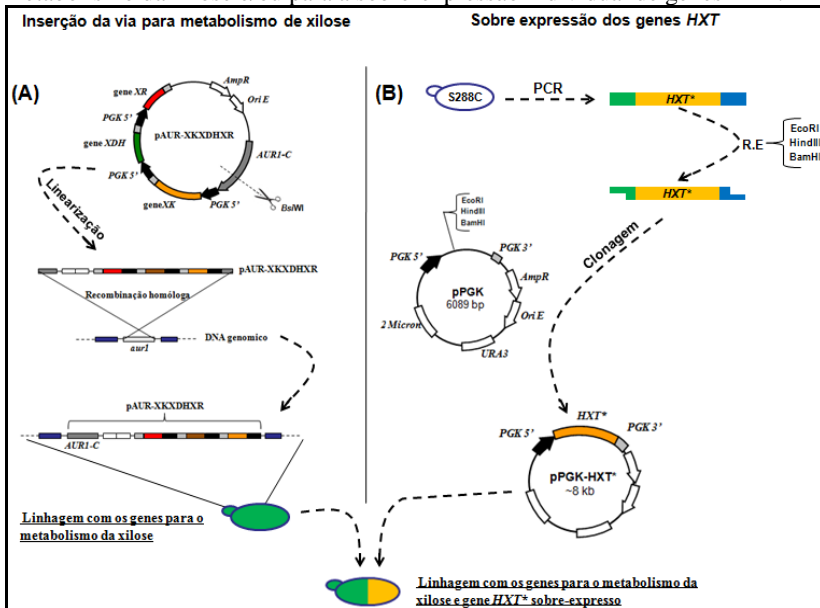 Inserção da via para metabolismo de xilose
Sobre expressão dos genes HXT
(A)
gene XR
AmpR
Ori E
PGK 5'
pAUR-XKXDHXR
gene XDH
AUR1-C
PGK 5'
geneXK
PGK 5'
BsiWI
Linearização
pAUR-XKXDHXR
Recombinação homóloga
DNA genomico
aur1
pAUR-XKXDHXR
AUR1-C
Linhagem com os genes para o
metabolismo da xilose
(B)
S288C
PCR
HXT*
R.E
EcoRI
HindIII
BamHI
HXT*
Clonagem
EcoRI
HindIII
BamHI
PGK 5'
PGK 3'
AmpR
pPGK
6089 bp
Ori E
2 Micron
URA3
HXT*
PGK 5'
PGK 3'
pPGK-HXT*
~8 kb
Linhagem com os genes para o metabolismo da
xilose e gene HXT* sobre-expresso